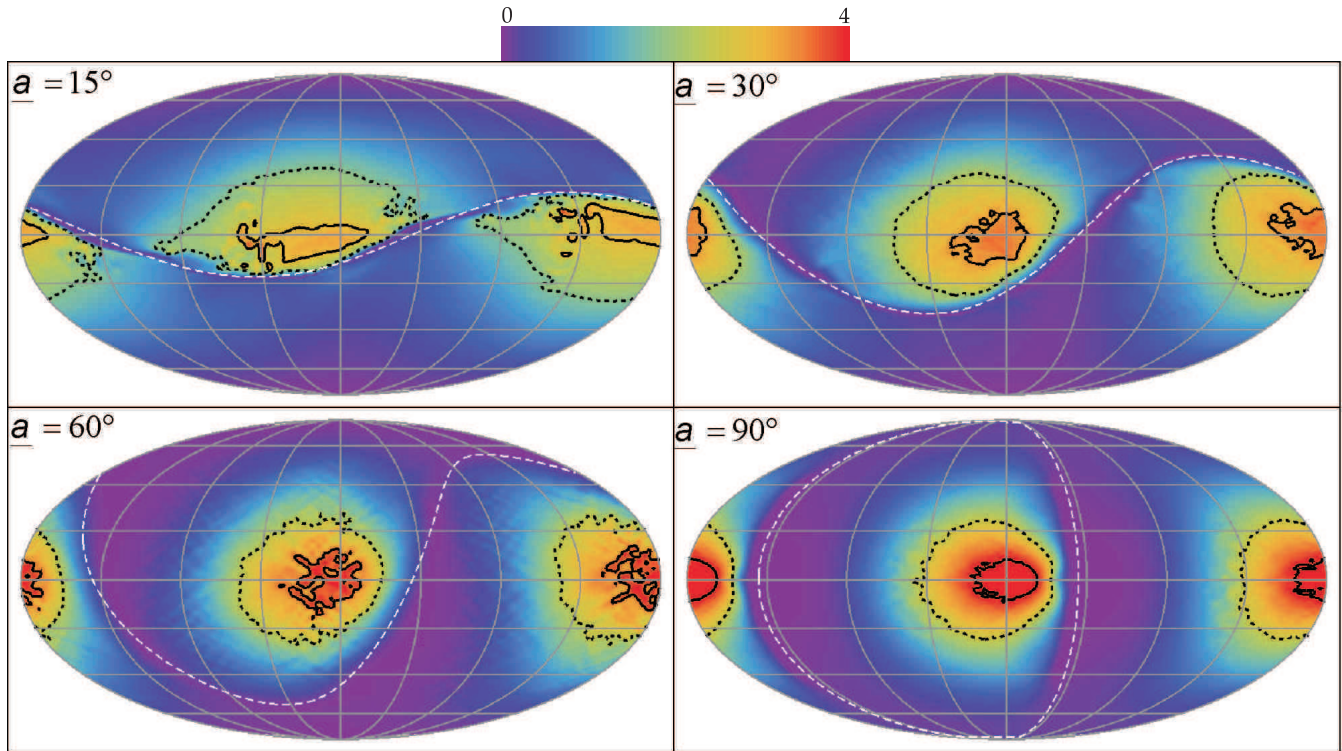 0 4
a = 15°
a = 30°
a = 60°
a = 90°